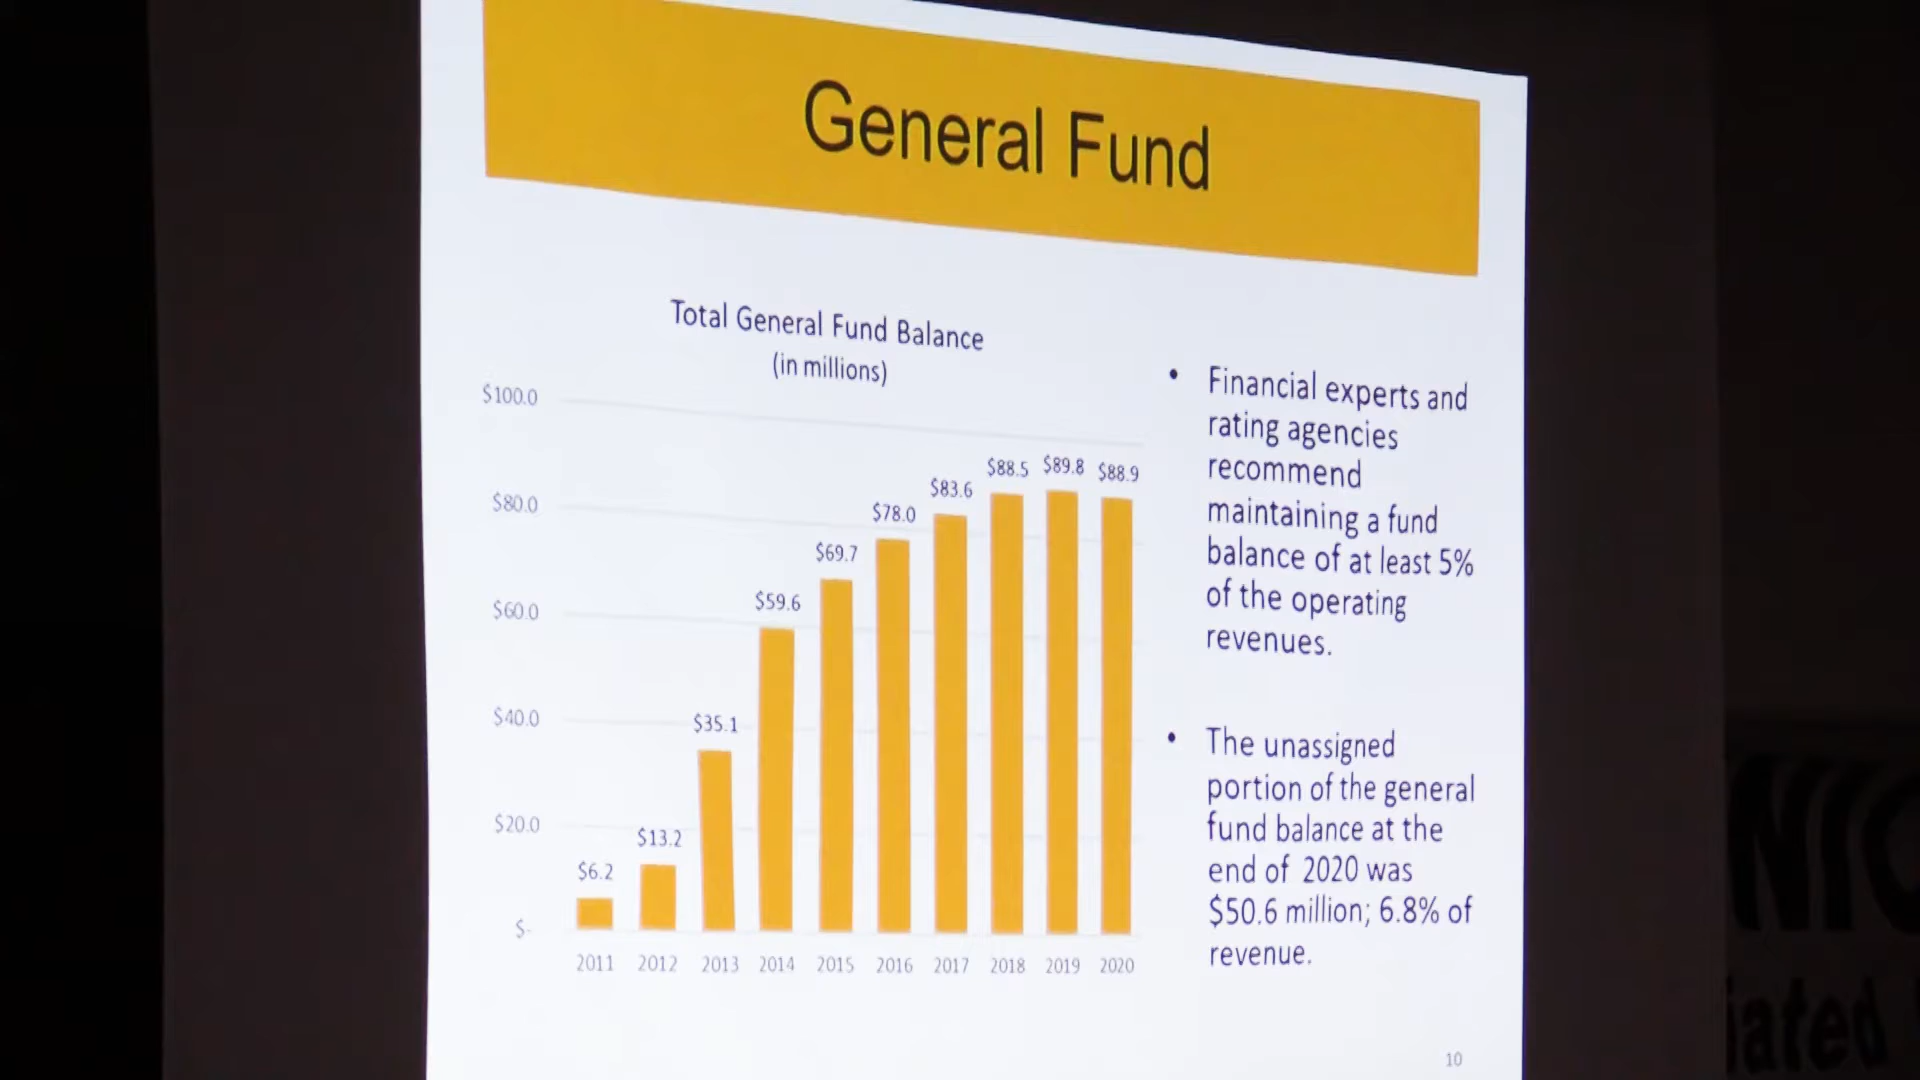 General Fund
Total General Fund Balance
(in millions)
$100.0
$80.0
$60.0
$40.0
$20.0
$-
$6.2
$13.2
$35.1
$59.6
$69.7
$78.0
$83.6
$88.5
$89.8
$88.9
2011 2012 2013 2014 2015 2016 2017 2018 2019 2020
• Financial experts and
rating agencies
recommend
maintaining a fund
balance of at least 5%
of the operating
revenues.
• The unassigned
portion of the general
fund balance at the
end of 2020 was
$50.6 million; 6.8% of
revenue.
10